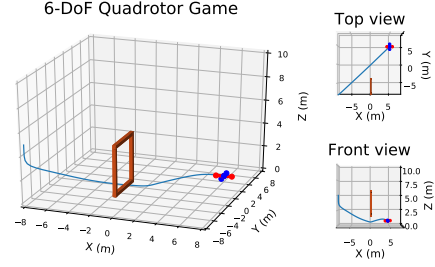 6-DoF Quadrotor Game
Top view
Front view
X (m)
Y (m)
Z (m)
−8 −6 −4 −2 0 2 4 6 8
−8 −6 −4 −2 0 2 4 6 8
0 2 4 6 8 10
X (m)
Y (m)
−5 0 5
−5 0 5
X (m)
Z (m)
−5 0 5
0.0 2.5 5.0 7.5 10.0